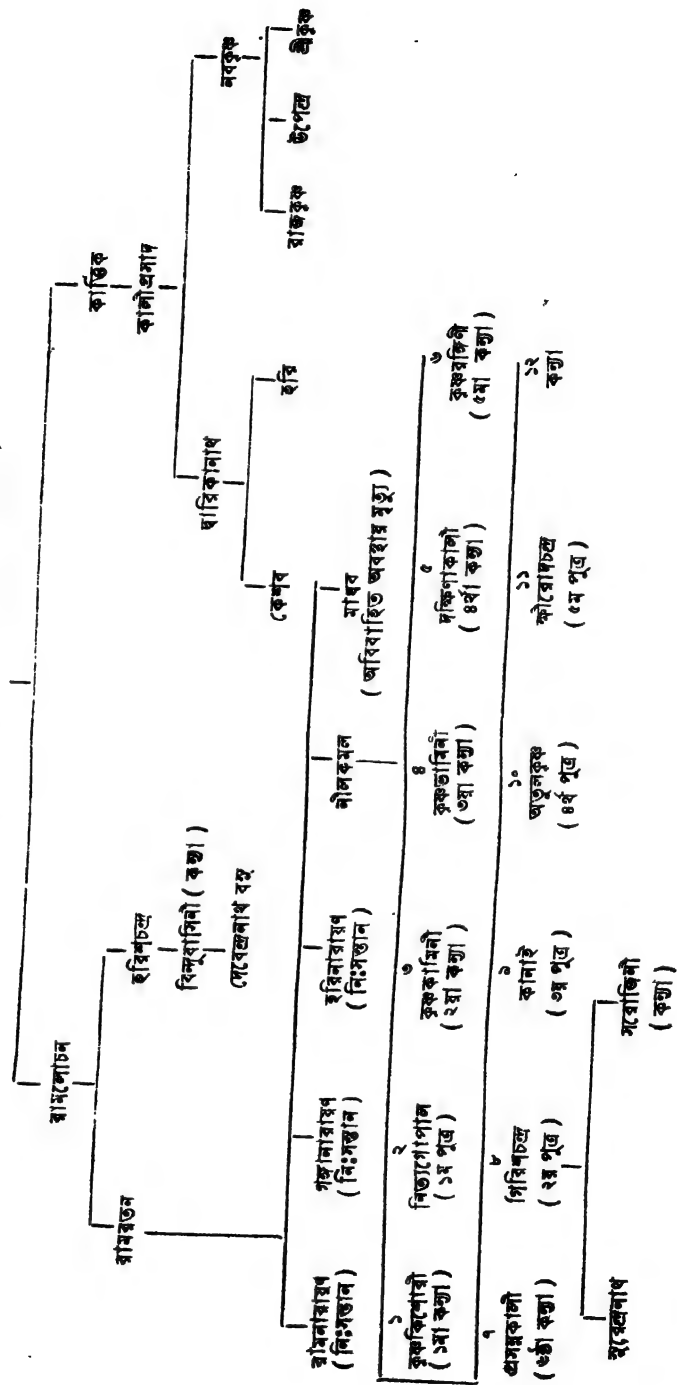 রামলোচন কার্ত্তিক
কালীপ্রসাদ
রামরতন হরিশচন্দ্র দ্বারিকানাথ নবকৃষ্ণ
বিন্দুবাসিনী ( কন্যা )
দেবেন্দ্রনাথ বসু
কেশব হরি রাজকৃষ্ণ উপেন্দ্র শ্রীকৃষ্ণ
রামনারায়ণ গঙ্গানারায়ণ হরিনারায়ণ নীলকমল মাধব
( নিঃসন্তান ) ( নিঃসন্তান ) ( নিঃসন্তান ) ( অবিবাহিত অবস্থায় মৃত্যু )
১ ২ ৩ ৪ ৫ ৬
কৃষ্ণকিশোরী নিত্যগোপাল কৃষ্ণকামিনী কৃষ্ণভামিনী দক্ষিণাকালী কৃষ্ণরঙ্গিণী
( ১মা কন্যা ) ( ১ম পুত্র ) ( ২য়া কন্যা ) ( ৩য়া কন্যা ) ( ৪র্থা কন্যা ) ( ৫মা কন্যা )
৭ ৮ ৯ ১০ ১১ ১২
প্রসন্নকালী গিরিশচন্দ্র কানাই অতুলকৃষ্ণ ক্ষীরোদচন্দ্র কন্যা
( ৬ষ্ঠা কন্যা ) ( ২য় পুত্র ) ( ৩য় পুত্র ) ( ৪র্থ পুত্র ) ( ৫ম পুত্র )
সুরেন্দ্রনাথ সরোজিনী
( কন্যা )